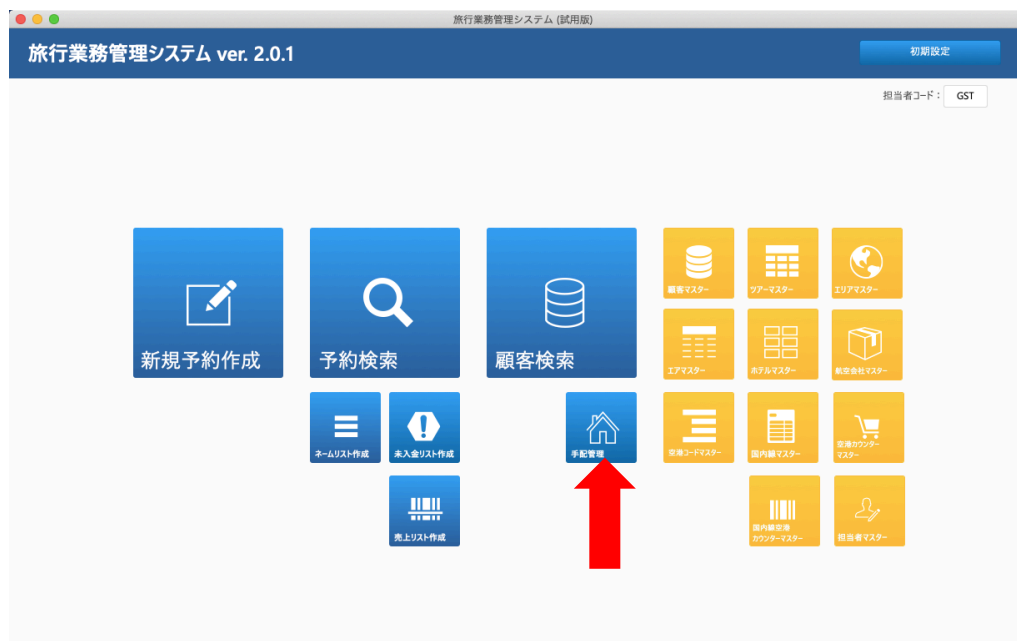 旅行業務管理システム (試用版)
旅行業務管理システム ver. 2.0.1
初期設定
担当者コード：
GST
新規予約作成
予約検索
顧客検索
顧客マスター
ツアーマスター
エリアマスター
エアマスター
ホテルマスター
航空会社マスター
ネームリスト作成
未入金リスト作成
手配管理
空港コードマスター
国内線マスター
空港カウンター
マスター
売上リスト作成
国内線空港
カウンターマスター
担当者マスター